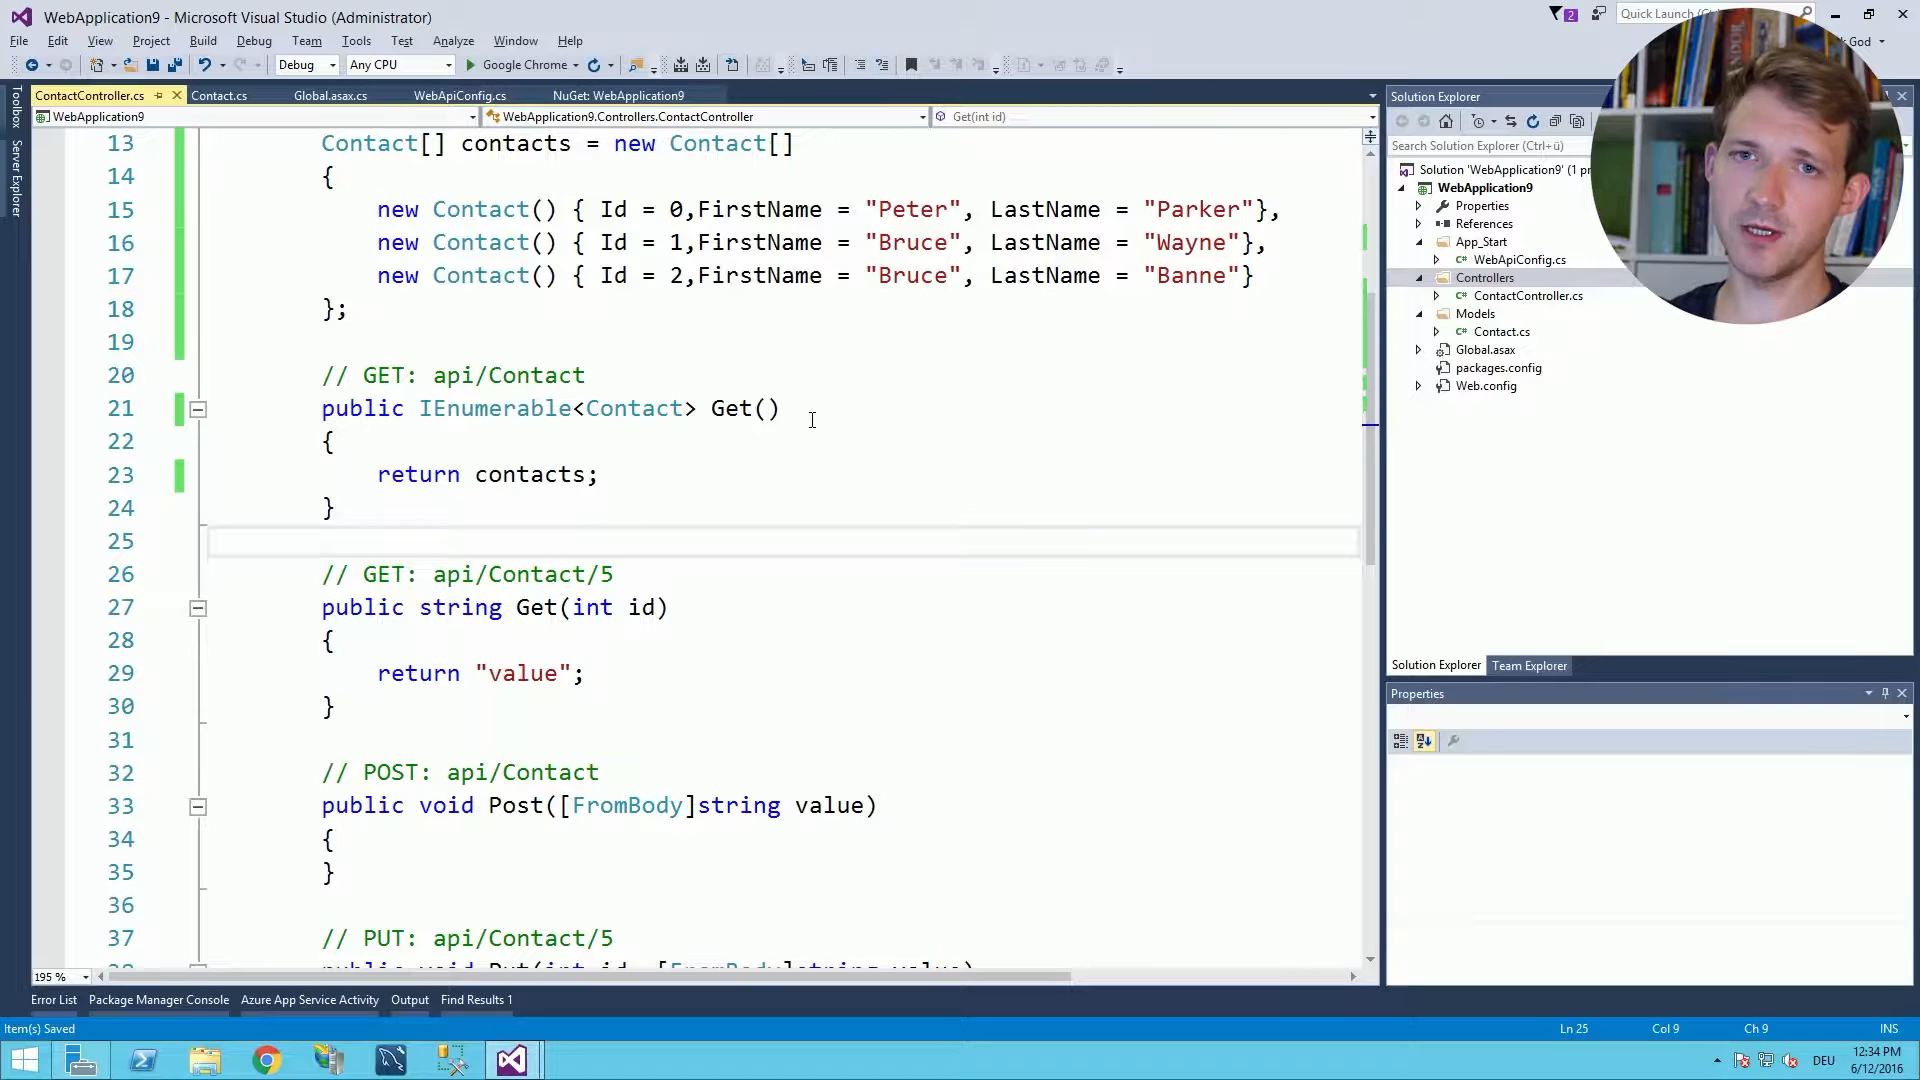 WebApplication9 - Microsoft Visual Studio (Administrator)
2
Quick Launch (Ctrl
File Edit View Project Build Debug Team Tools Test Analyze Window Help
God
Debug Any CPU Google Chrome
ContactController.cs Contact.cs Global.asax.cs WebApiConfig.cs NuGet: WebApplication9
WebApplication9 WebApplication9.Controllers.ContactController Get(int id)
Toolbox
Server Explorer
13 Contact[] contacts = new Contact[]
14 {
15 new Contact() { Id = 0,FirstName = "Peter", LastName = "Parker"},
16 new Contact() { Id = 1,FirstName = "Bruce", LastName = "Wayne"},
17 new Contact() { Id = 2,FirstName = "Bruce", LastName = "Banne"}
18 };
19
20 // GET: api/Contact
21 public IEnumerable<Contact> Get()
22 {
23 return contacts;
24 }
25
26 // GET: api/Contact/5
27 public string Get(int id)
28 {
29 return "value";
30 }
31
32 // POST: api/Contact
33 public void Post([FromBody]string value)
34 {
35 }
36
37 // PUT: api/Contact/5
38 public void Put(int id, [FromBody]string value)
195 %
Solution Explorer
Search Solution Explorer (Ctrl+ü)
Solution 'WebApplication9' (1 pr
WebApplication9
Properties
References
App_Start
WebApiConfig.cs
Controllers
ContactController.cs
Models
Contact.cs
Global.asax
packages.config
Web.config
Solution Explorer Team Explorer
Properties
Error List Package Manager Console Azure App Service Activity Output Find Results 1
Item(s) Saved Ln 25 Col 9 Ch 9 INS
DEU 12:34 PM
6/12/2016